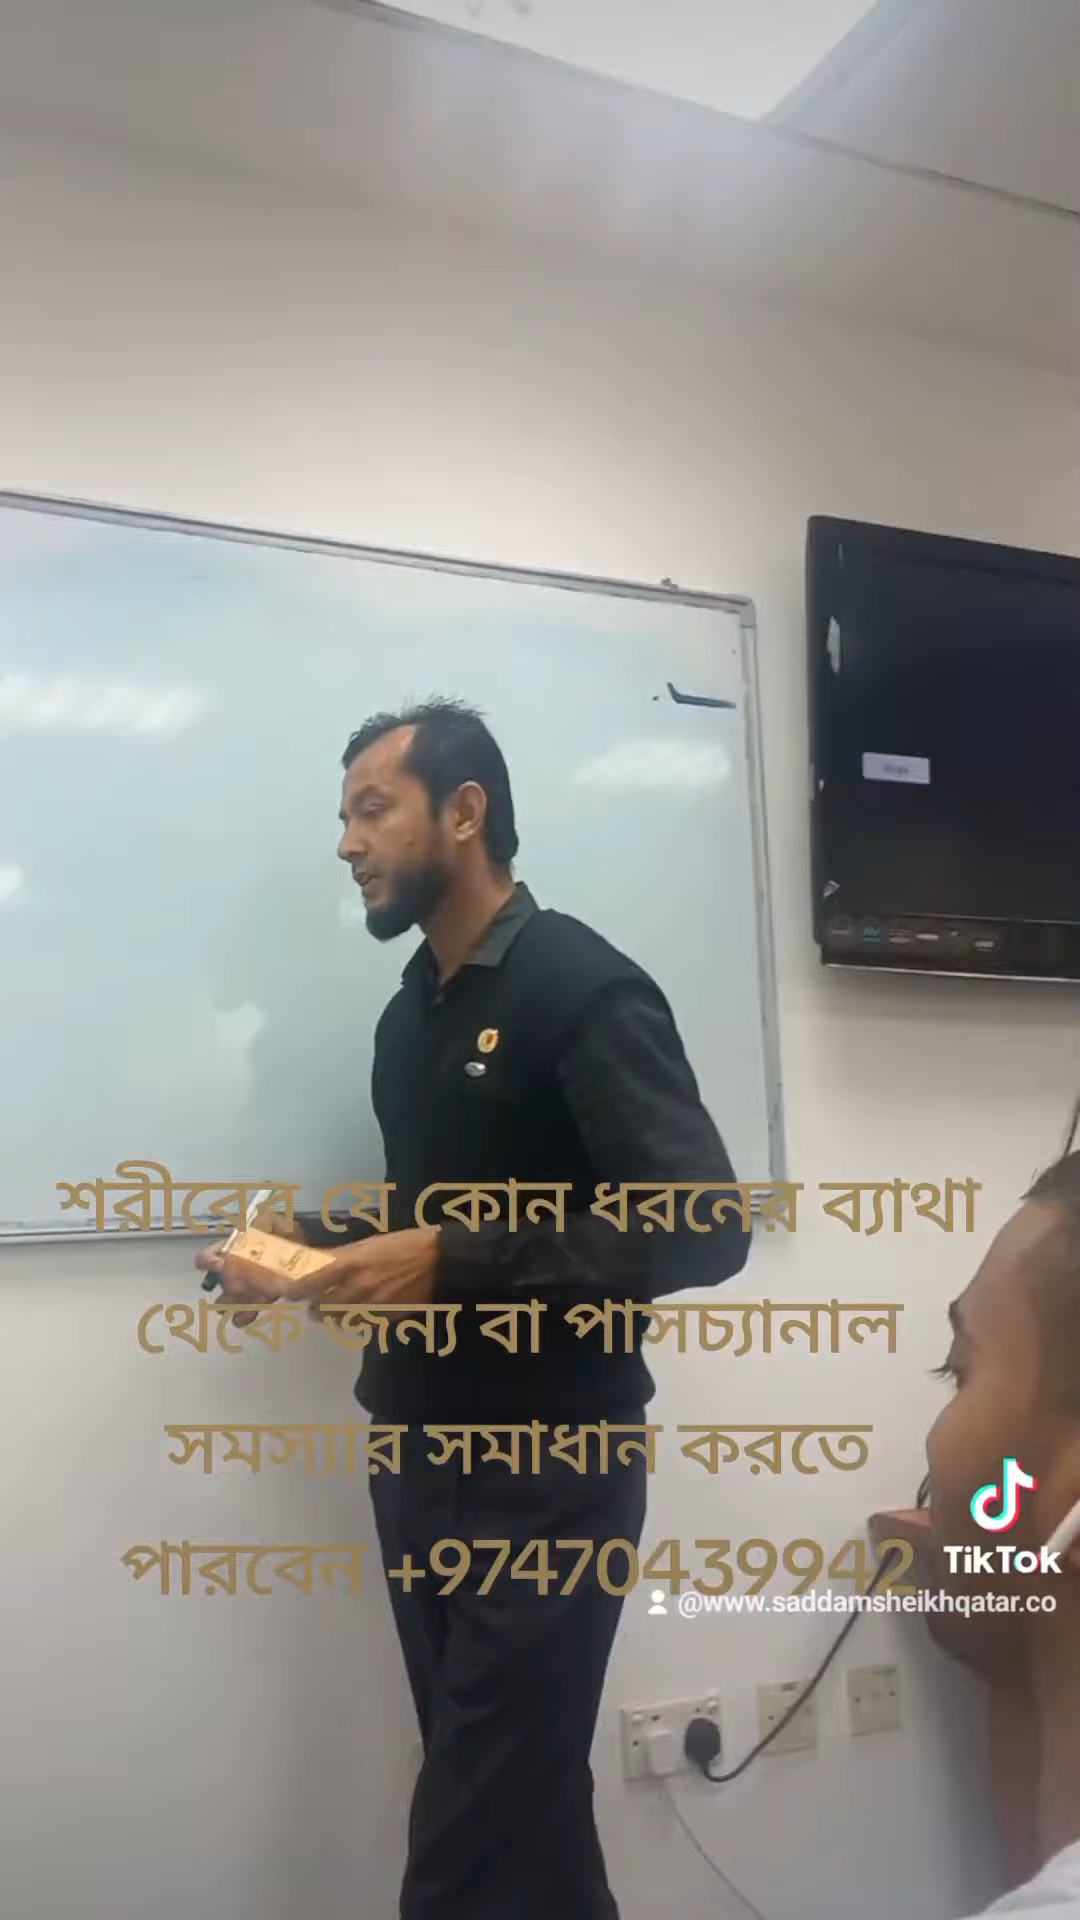 শরীরের যে কোন ধরনের ব্যাথা
থেকে জন্য বা পাসচ্যানাল
সমস্যার সমাধান করতে
পারবেন +97470439942
TikTok
@www.saddamsheikhqatar.co